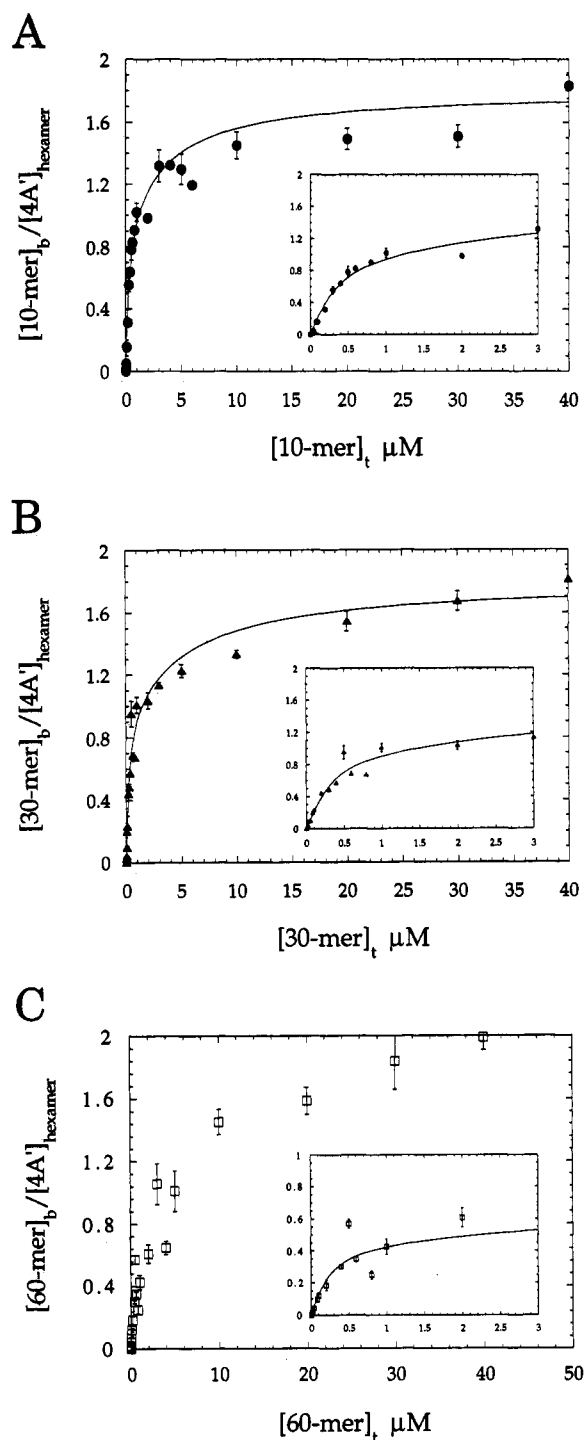 A
[10-mer]b/[4A']hexamer
2
1.6
1.2
0.8
0.4
0
0 5 10 15 20 25 30 35 40
[10-mer]t μM
2
1.6
1.2
0.8
0.4
0
0 0.5 1 1.5 2 2.5 3
B
[30-mer]b/[4A']hexamer
2
1.6
1.2
0.8
0.4
0
0 5 10 15 20 25 30 35 40
[30-mer]t μM
2
1.6
1.2
0.8
0.4
0
0 0.5 1 1.5 2 2.5 3
C
[60-mer]b/[4A']hexamer
2
1.6
1.2
0.8
0.4
0
0 10 20 30 40 50
[60-mer]t μM
1
0.8
0.6
0.4
0.2
0
0 0.5 1 1.5 2 2.5 3